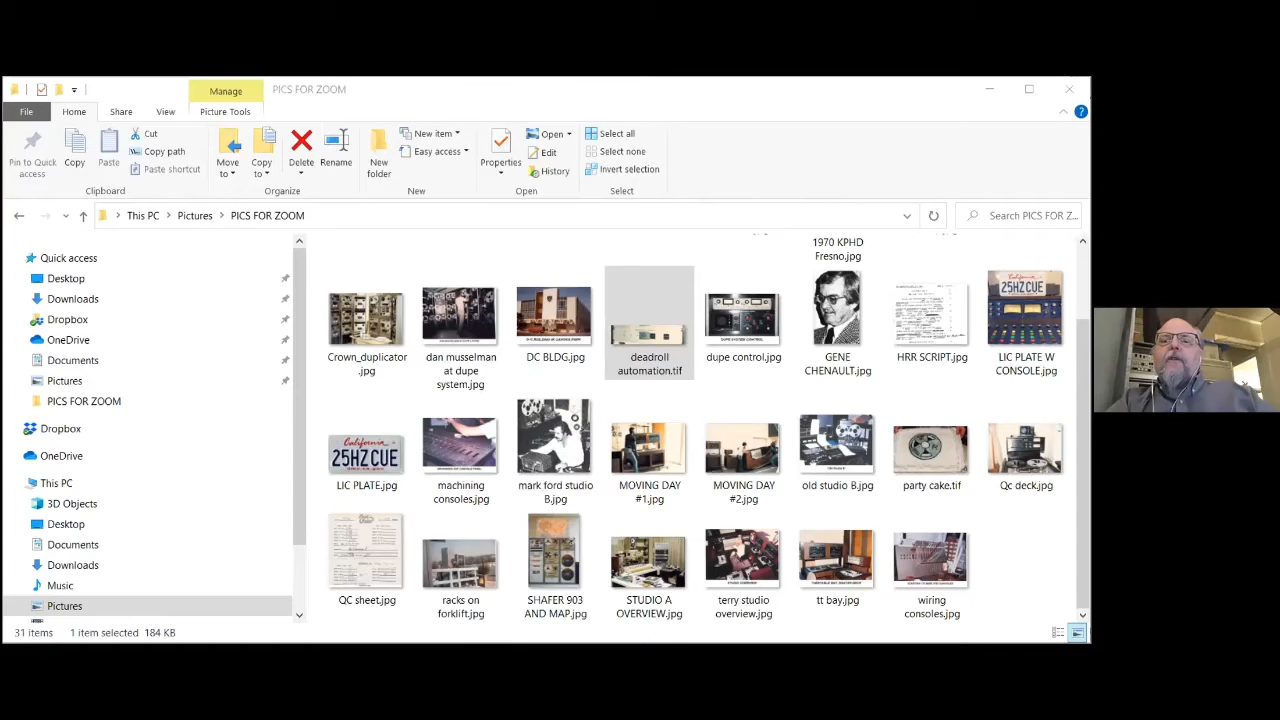 Manage
PICS FOR ZOOM
File
Home
Share
View
Picture Tools
Pin to Quick
access
Copy
Paste
Cut
Copy path
Paste shortcut
Move
to
Copy
to
Delete
Rename
New
folder
New item
Easy access
Properties
Open
Edit
History
Select all
Select none
Invert selection
Clipboard
Organize
New
Open
Select
This PC
Pictures
PICS FOR ZOOM
Search PICS FOR Z...
Quick access
Desktop
Downloads
Dropbox
OneDrive
Documents
Pictures
PICS FOR ZOOM
Dropbox
OneDrive
This PC
3D Objects
Desktop
Documents
Downloads
Music
Pictures
1970 KPHD
Fresno.jpg
Crown_duplicator
.jpg
dan musselman
at dupe
system.jpg
DC BLDG.jpg
deadroll
automation.tif
dupe control.jpg
GENE
CHENAULT.jpg
HRR SCRIPT.jpg
California
25HZCUE
LIC PLATE W
CONSOLE.jpg
California
25HZCUE
LIC PLATE.jpg
machining
consoles.jpg
mark ford studio
B.jpg
MOVING DAY
#1.jpg
MOVING DAY
#2.jpg
old studio B.jpg
party cake.tif
Qc deck.jpg
QC sheet.jpg
racks on
forklift.jpg
SHAFER 903
AND MAP.jpg
STUDIO A
OVERVIEW.jpg
terry studio
overview.jpg
tt bay.jpg
wiring
consoles.jpg
31 items
1 item selected 184 KB